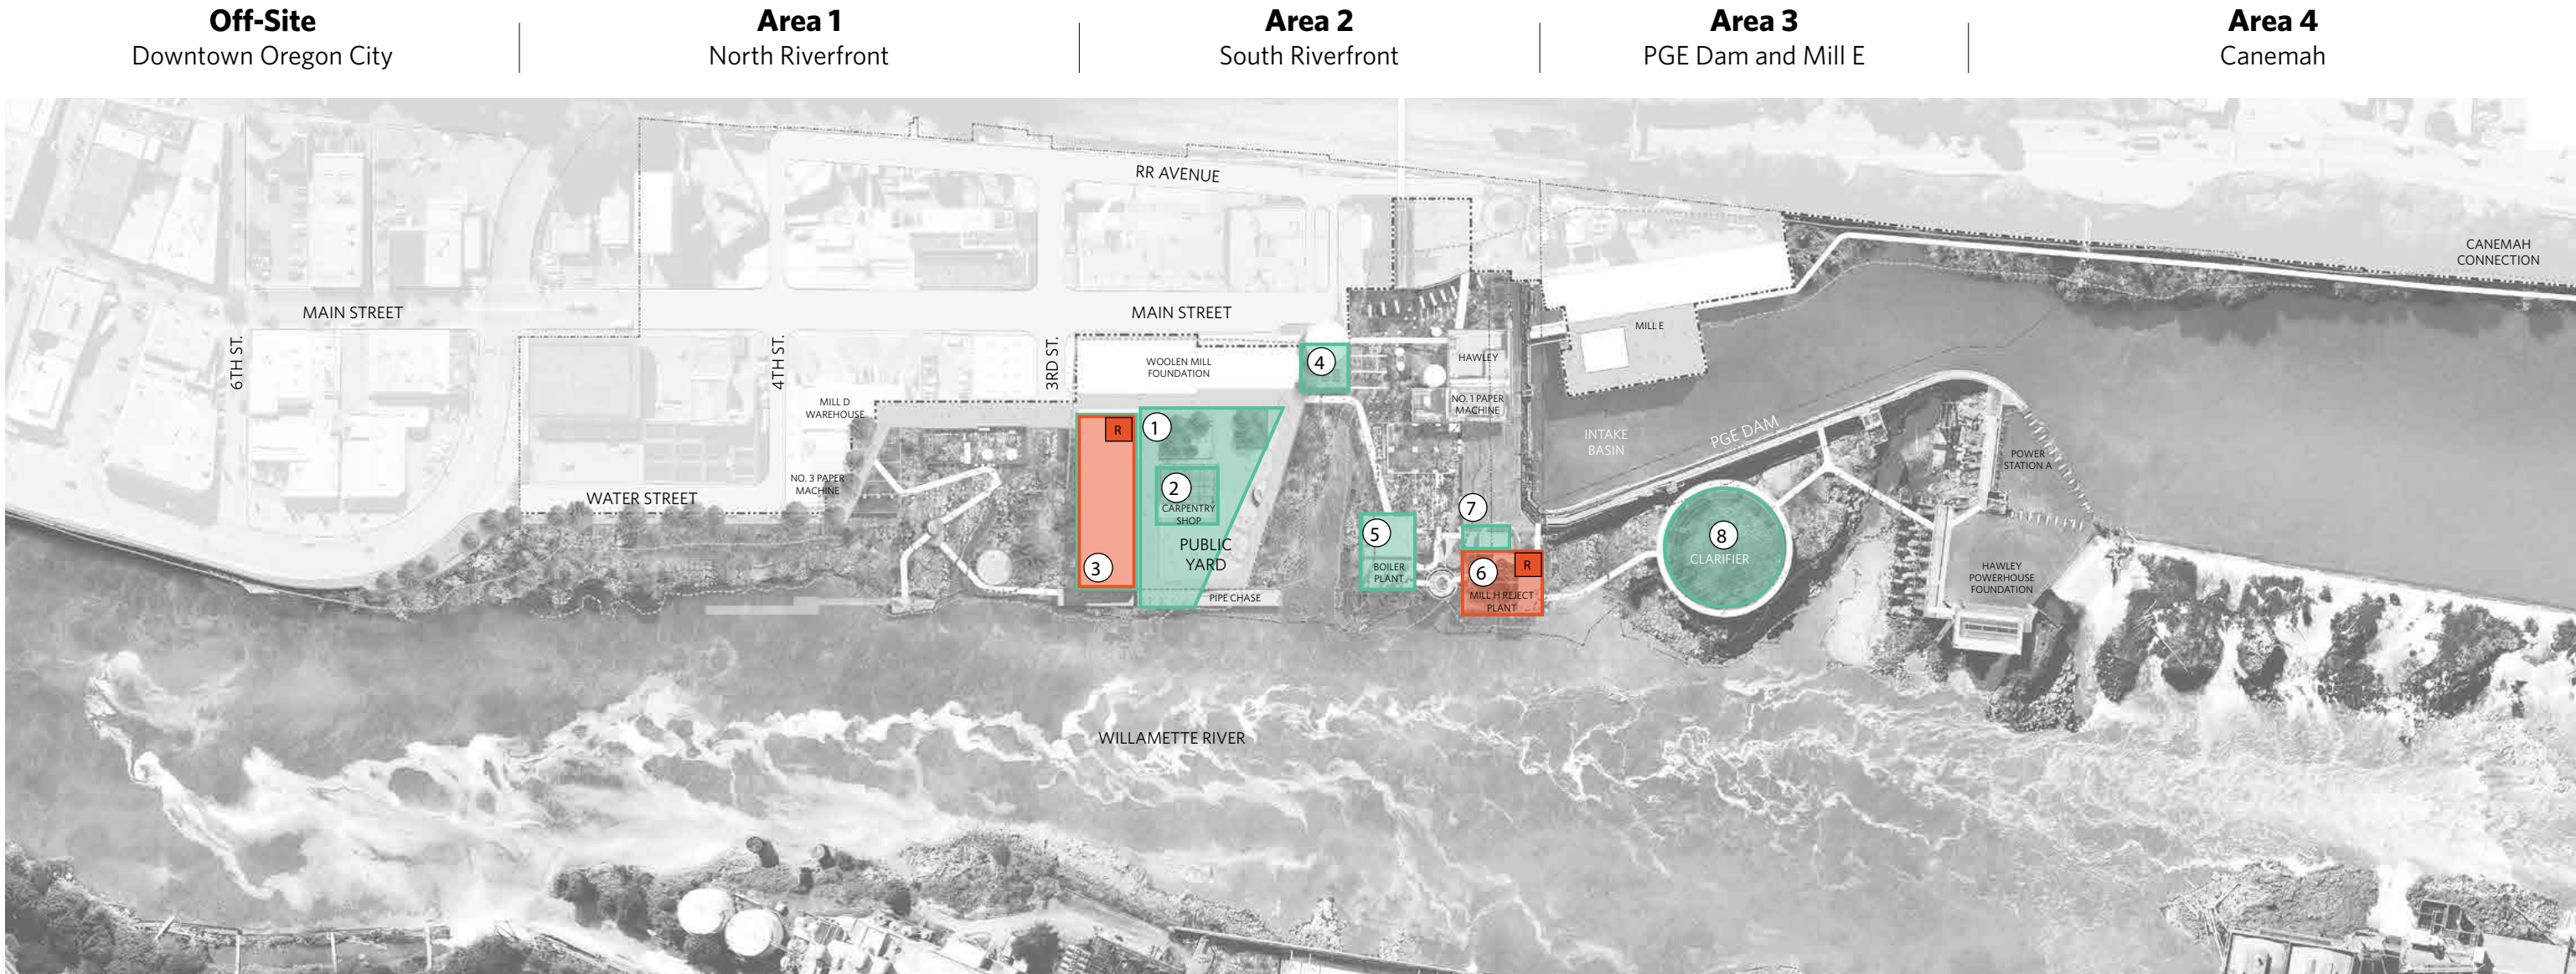 Off-Site
Downtown Oregon City
Area 1
North Riverfront
Area 2
South Riverfront
Area 3
PGE Dam and Mill E
Area 4
Canemah
RR AVENUE
CANEMAH
CONNECTION
MAIN STREET
MAIN STREET
MILL E
6TH ST.
4TH ST.
3RD ST.
WOOLEN MILL
FOUNDATION
4
HAWLEY
MILL D
WAREHOUSE
NO. 1 PAPER
MACHINE
R
1
INTAKE
BASIN
PGE DAM
POWER
STATION A
NO. 3 PAPER
MACHINE
WATER STREET
2
CARPENTRY
SHOP
7
5
8
CLARIFIER
PUBLIC
YARD
3
BOILER
PLANT
6
R
MILL H REJECT
PLANT
HAWLEY
POWERHOUSE
FOUNDATION
PIPE CHASE
WILLAMETTE RIVER